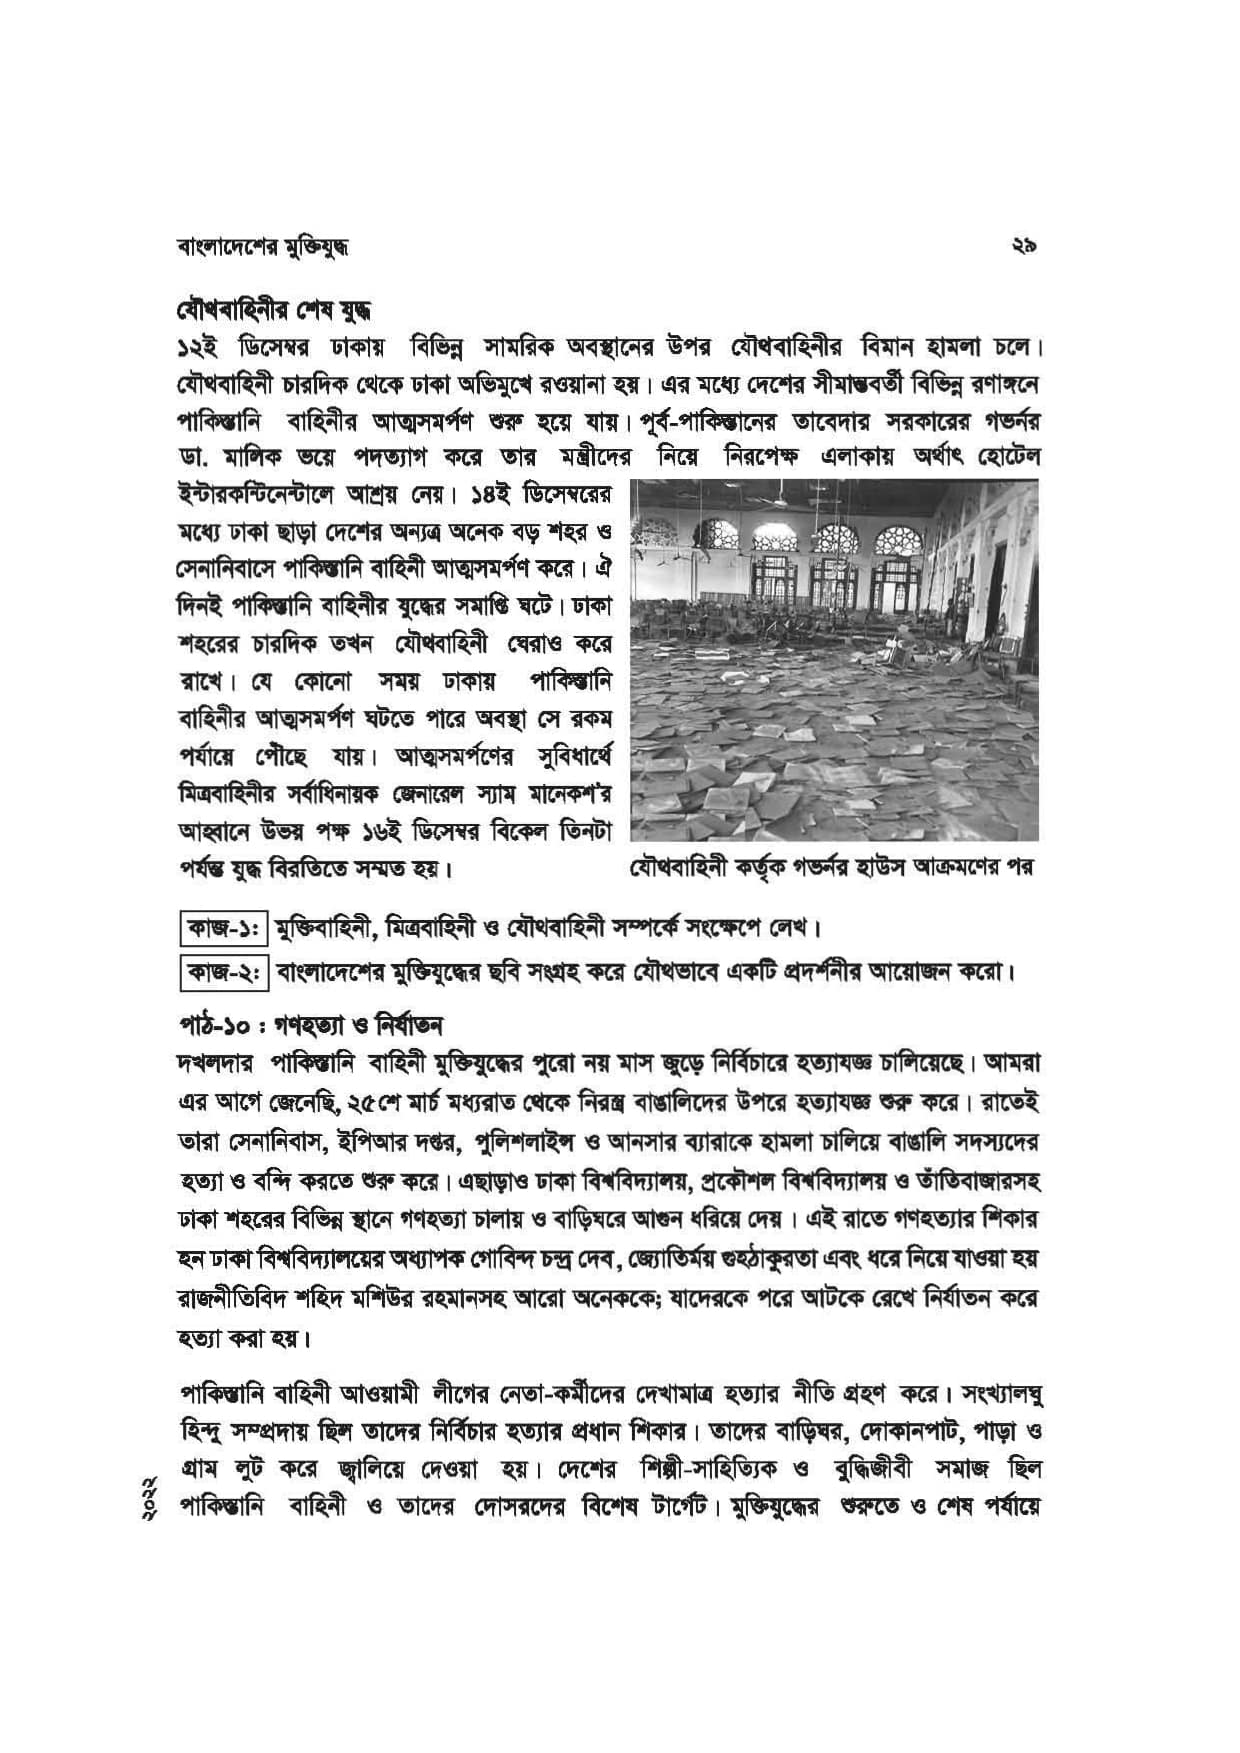 বাংলাদেশের মুক্তিযুদ্ধ ২৯
যৌথবাহিনীর শেষ যুদ্ধ
১২ই ডিসেম্বর ঢাকায় বিভিন্ন সামরিক অবস্থানের উপর যৌথবাহিনীর বিমান হামলা চলে।
যৌথবাহিনী চারদিক থেকে ঢাকা অভিমুখে রওয়ানা হয়। এর মধ্যে দেশের সীমান্তবর্তী বিভিন্ন রণাঙ্গনে
পাকিস্তানি বাহিনীর আত্মসমর্পণ শুরু হয়ে যায়। পূর্ব-পাকিস্তানের তাবেদার সরকারের গভর্নর
ডা. মালিক ভয়ে পদত্যাগ করে তার মন্ত্রীদের নিয়ে নিরপেক্ষ এলাকায় অর্থাৎ হোটেল
ইন্টারকন্টিনেন্টালে আশ্রয় নেয়। ১৪ই ডিসেম্বরের
মধ্যে ঢাকা ছাড়া দেশের অন্যত্র অনেক বড় শহর ও
সেনানিবাসে পাকিস্তানি বাহিনী আত্মসমর্পণ করে। ঐ
দিনই পাকিস্তানি বাহিনীর যুদ্ধের সমাপ্তি ঘটে। ঢাকা
শহরের চারদিক তখন যৌথবাহিনী ঘেরাও করে
রাখে। যে কোনো সময় ঢাকায় পাকিস্তানি
বাহিনীর আত্মসমর্পণ ঘটতে পারে অবস্থা সে রকম
পর্যায়ে পৌঁছে যায়। আত্মসমর্পণের সুবিধার্থে
মিত্রবাহিনীর সর্বাধিনায়ক জেনারেল স্যাম মানেকশ'র
আহ্বানে উভয় পক্ষ ১৬ই ডিসেম্বর বিকেল তিনটা
পর্যন্ত যুদ্ধ বিরতিতে সম্মত হয়।
যৌথবাহিনী কর্তৃক গভর্নর হাউস আক্রমণের পর
কাজ-১: মুক্তিবাহিনী, মিত্রবাহিনী ও যৌথবাহিনী সম্পর্কে সংক্ষেপে লেখ।
কাজ-২: বাংলাদেশের মুক্তিযুদ্ধের ছবি সংগ্রহ করে যৌথভাবে একটি প্রদর্শনীর আয়োজন করো।
পাঠ-১০ : গণহত্যা ও নির্যাতন
দখলদার পাকিস্তানি বাহিনী মুক্তিযুদ্ধের পুরো নয় মাস জুড়ে নির্বিচারে হত্যাযজ্ঞ চালিয়েছে। আমরা
এর আগে জেনেছি, ২৫শে মার্চ মধ্যরাত থেকে নিরস্ত্র বাঙালিদের উপরে হত্যাযজ্ঞ শুরু করে। রাতেই
তারা সেনানিবাস, ইপিআর দপ্তর, পুলিশলাইন্স ও আনসার ব্যারাকে হামলা চালিয়ে বাঙালি সদস্যদের
হত্যা ও বন্দি করতে শুরু করে। এছাড়াও ঢাকা বিশ্ববিদ্যালয়, প্রকৌশল বিশ্ববিদ্যালয় ও তাঁতিবাজারসহ
ঢাকা শহরের বিভিন্ন স্থানে গণহত্যা চালায় ও বাড়িঘরে আগুন ধরিয়ে দেয়। এই রাতে গণহত্যার শিকার
হন ঢাকা বিশ্ববিদ্যালয়ের অধ্যাপক গোবিন্দ চন্দ্র দেব, জ্যোতির্ময় গুহঠাকুরতা এবং ধরে নিয়ে যাওয়া হয়
রাজনীতিবিদ শহিদ মশিউর রহমানসহ আরো অনেককে; যাদেরকে পরে আটকে রেখে নির্যাতন করে
হত্যা করা হয়।
পাকিস্তানি বাহিনী আওয়ামী লীগের নেতা-কর্মীদের দেখামাত্র হত্যার নীতি গ্রহণ করে। সংখ্যালঘু
হিন্দু সম্প্রদায় ছিল তাদের নির্বিচার হত্যার প্রধান শিকার। তাদের বাড়িঘর, দোকানপাট, পাড়া ও
গ্রাম লুট করে জ্বালিয়ে দেওয়া হয়। দেশের শিল্পী-সাহিত্যিক ও বুদ্ধিজীবী সমাজ ছিল
পাকিস্তানি বাহিনী ও তাদের দোসরদের বিশেষ টার্গেট। মুক্তিযুদ্ধের শুরুতে ও শেষ পর্যায়ে
২০২২